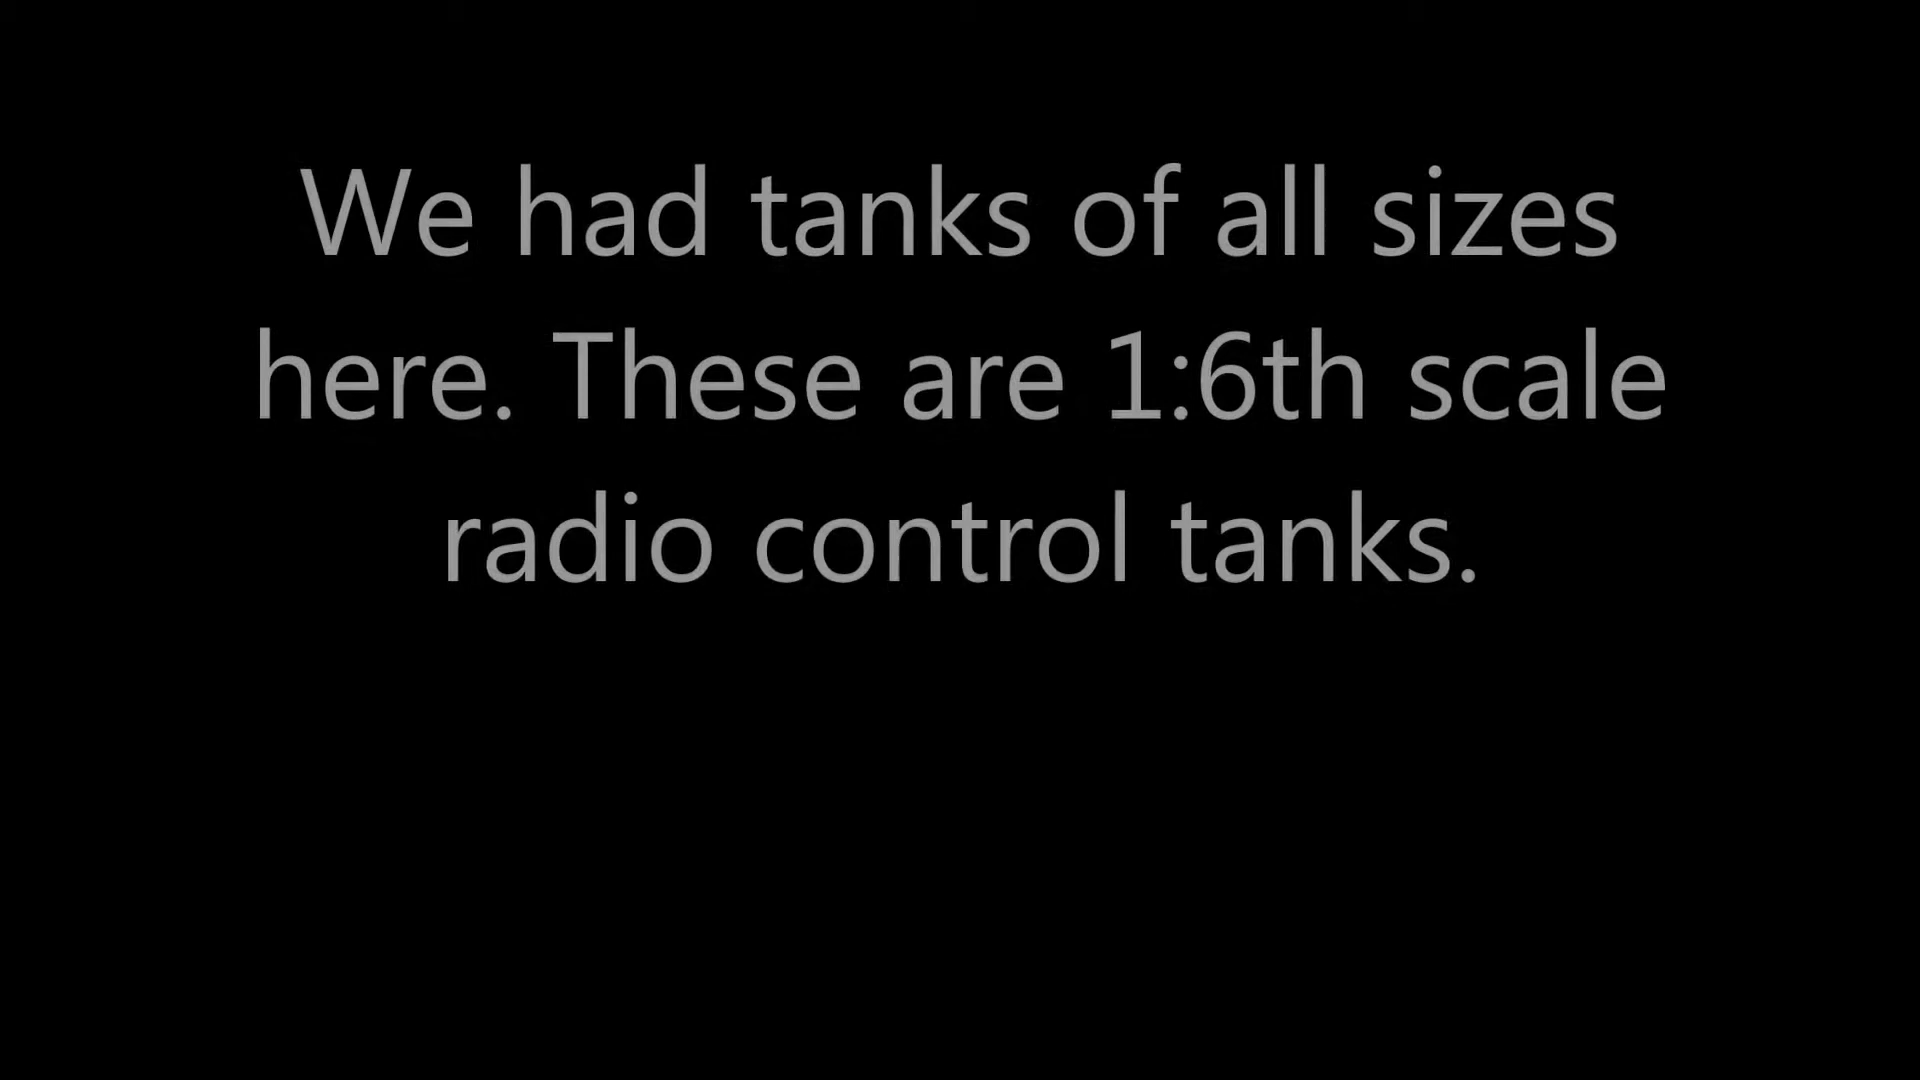 We had tanks of all sizes
here. These are 1:6th scale
radio control tanks.